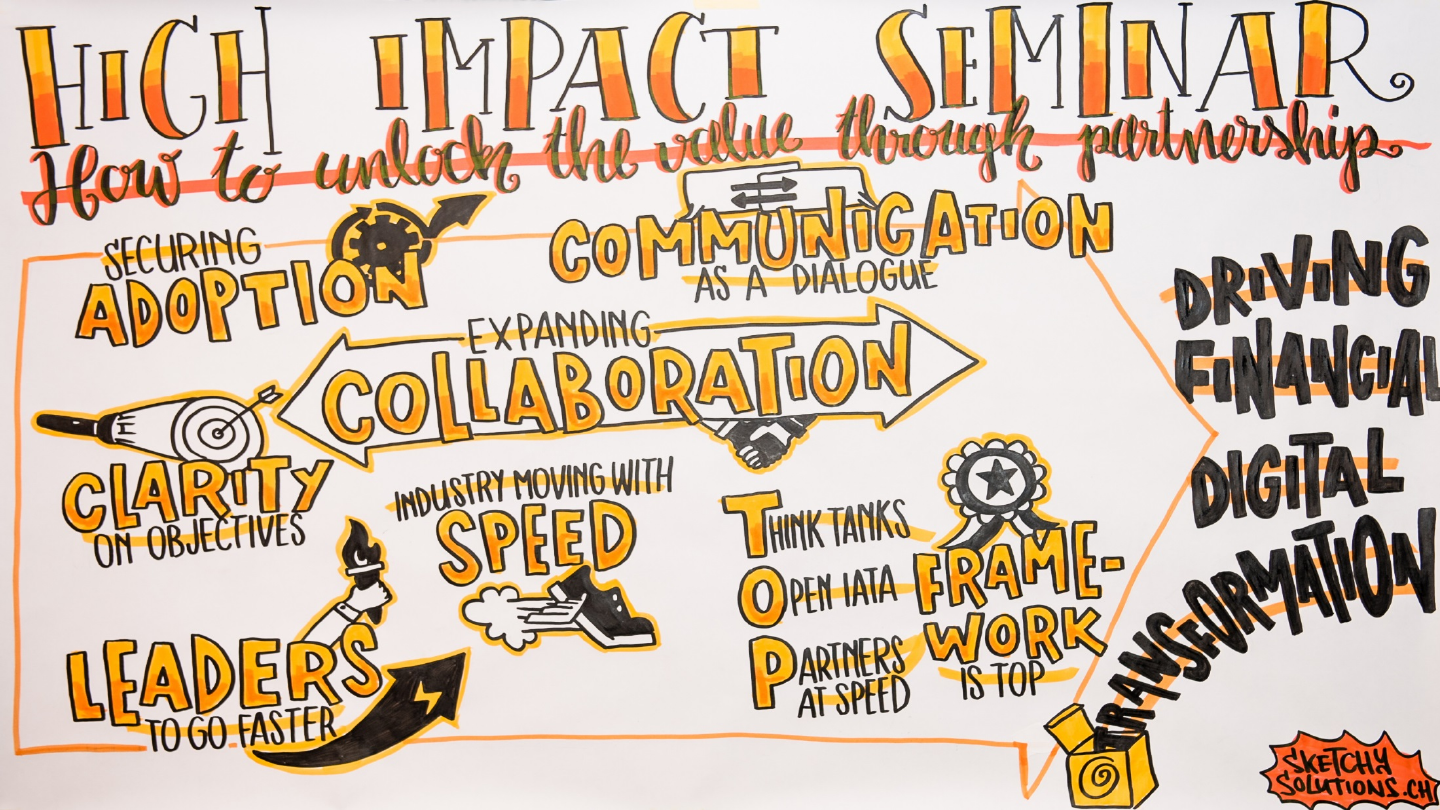 HIGH IMPACT SEMINAR
How to unlock the value through partnership
SECURING
ADOPTION
COMMUNICATION
AS A DIALOGUE
EXPANDING
COLLABORATION
CLARITY
ON OBJECTIVES
INDUSTRY MOVING WITH
SPEED
LEADERS
TO GO FASTER
THINK TANKS
OPEN IATA
PARTNERS
AT SPEED
FRAME-
WORK
IS TOP
DRIVING
FINANCIAL
DIGITAL
TRANSFORMATION
SKETCHY
SOLUTIONS.CH